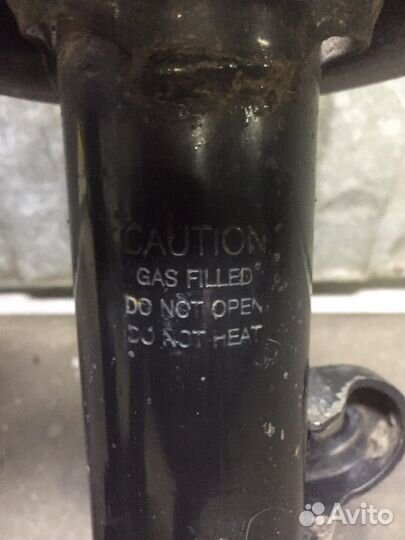 CAUTION
GAS FILLED
DO NOT OPEN
DO NOT HEAT
Avito